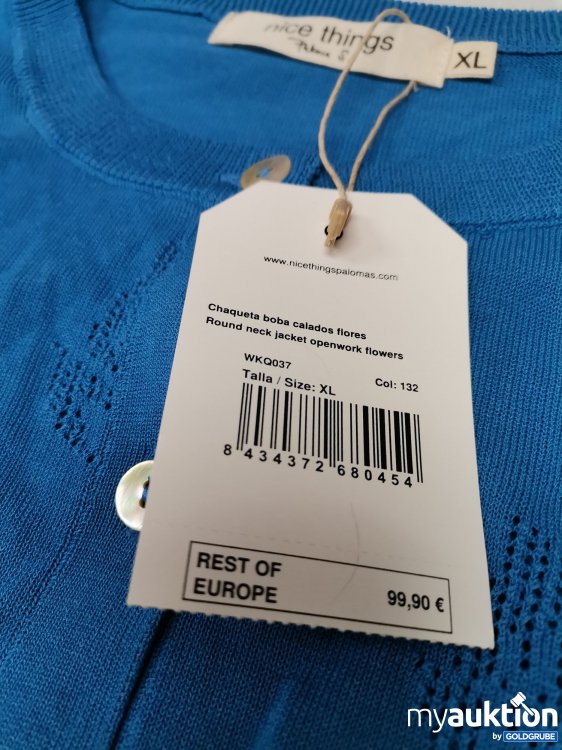 nice things
Paloma S
XL
www.nicethingspalomas.com
Chaqueta boba calados flores
Round neck jacket openwork flowers
WKQ037 Col: 132
Talla / Size: XL
8 434372 680454
REST OF
EUROPE 99,90 €
myauktion
by GOLDGRUBE